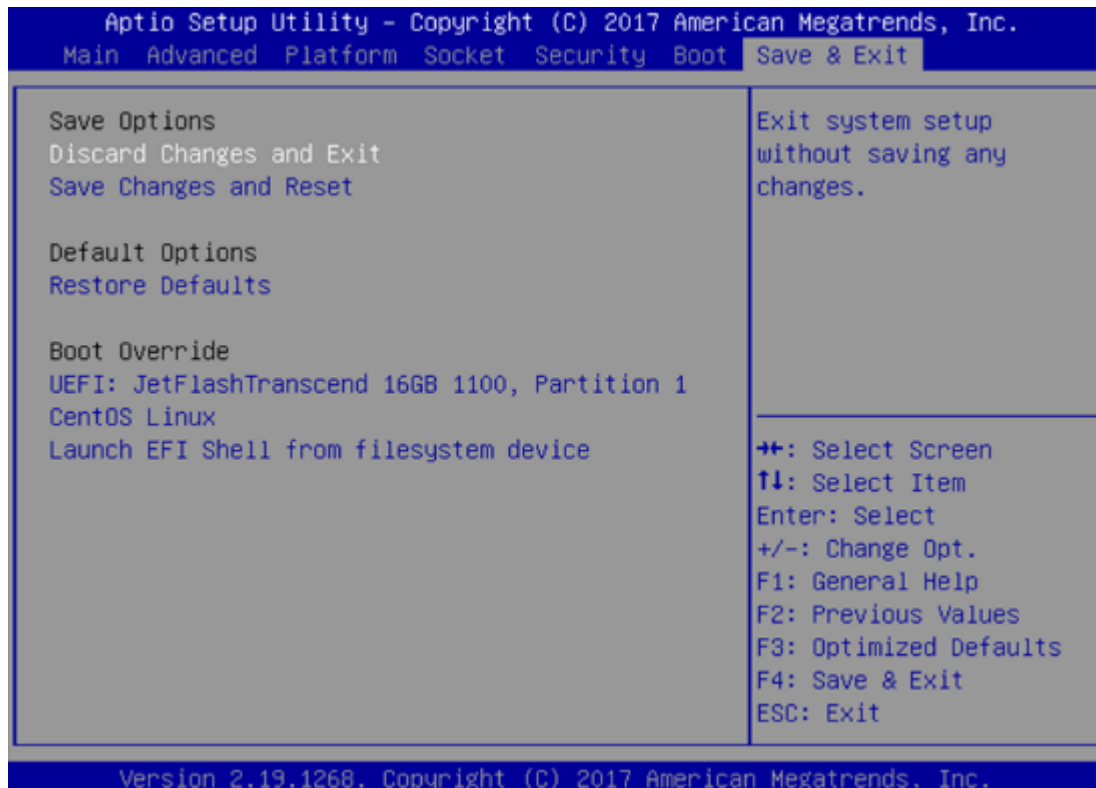 Aptio Setup Utility – Copyright (C) 2017 American Megatrends, Inc.
Main Advanced Platform Socket Security Boot Save & Exit
Save Options
Discard Changes and Exit
Save Changes and Reset
Default Options
Restore Defaults
Boot Override
UEFI: JetFlashTranscend 16GB 1100, Partition 1
CentOS Linux
Launch EFI Shell from filesystem device
Exit system setup
without saving any
changes.
→←: Select Screen
↑↓: Select Item
Enter: Select
+/-: Change Opt.
F1: General Help
F2: Previous Values
F3: Optimized Defaults
F4: Save & Exit
ESC: Exit
Version 2.19.1268. Copyright (C) 2017 American Megatrends, Inc.